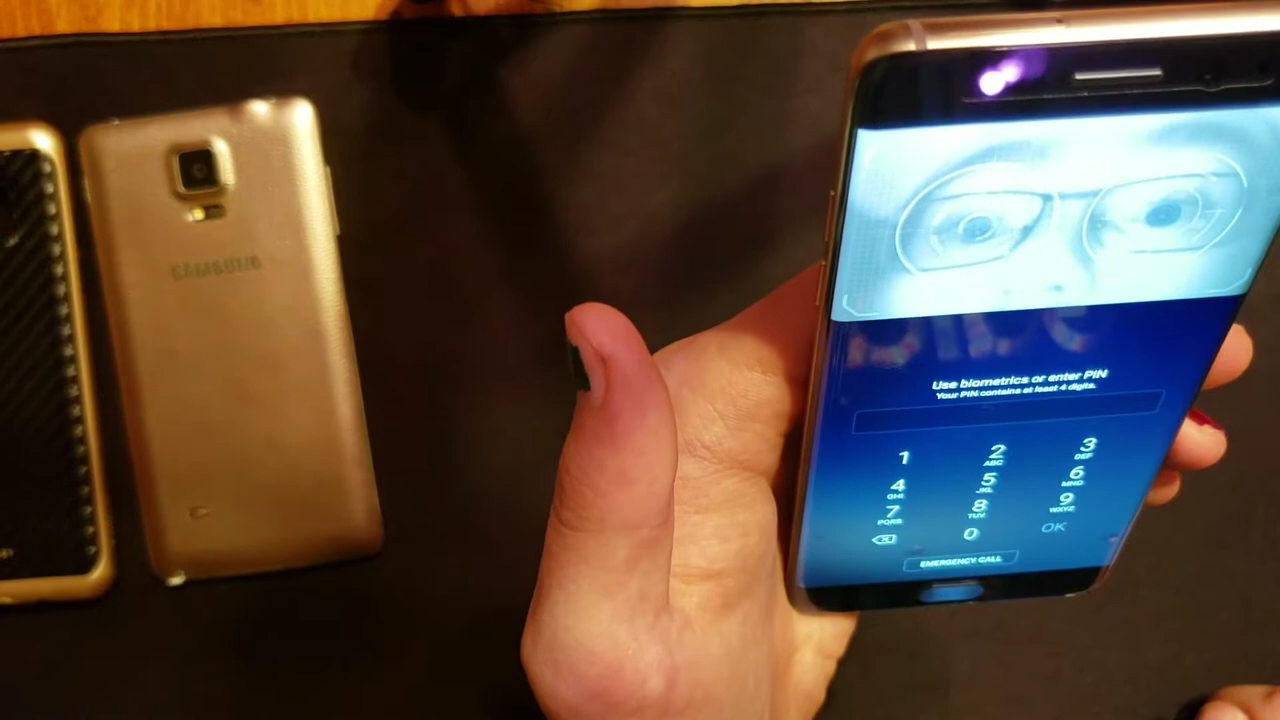 SAMSUNG
Use biometrics or enter PIN
Your PIN contains at least 4 digits.
1 2 ABC 3 DEF
4 GHI 5 JKL 6 MNO
7 PQRS 8 TUV 9 WXYZ
0 OK
EMERGENCY CALL